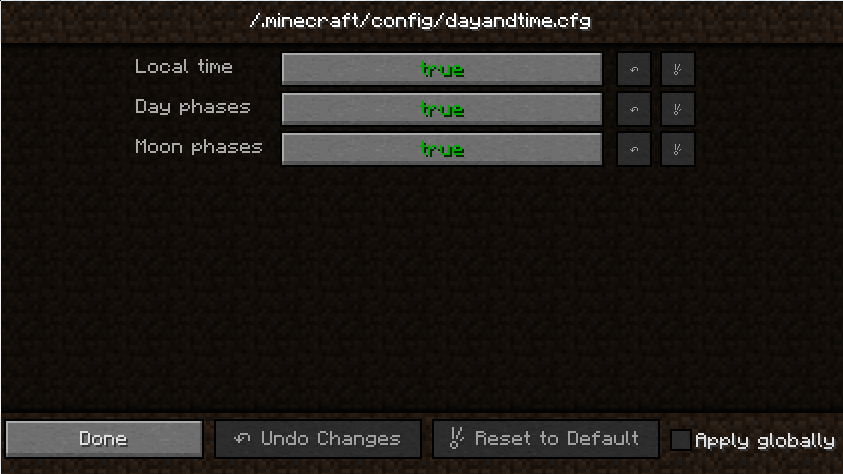 /.minecraft/config/dayandtime.cfg
Local time true
Day phases true
Moon phases true
Done Undo Changes Reset to Default Apply globally